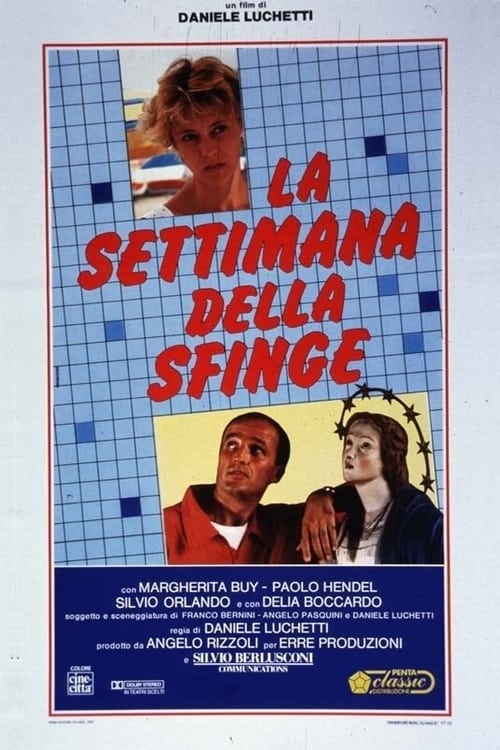 un film di
DANIELE LUCHETTI
LA
SETTIMANA
DELLA
SFINGE
con MARGHERITA BUY - PAOLO HENDEL
SILVIO ORLANDO e con DELIA BOCCARDO
soggetto e sceneggiatura di FRANCO BERNINI - ANGELO PASQUINI e DANIELE LUCHETTI
regia di DANIELE LUCHETTI
prodotto da ANGELO RIZZOLI per ERRE PRODUZIONI
e SILVIO BERLUSCONI
COMMUNICATIONS
COLORE
cine
città
DOLBY STEREO
IN TEATRI SCELTI
PENTA
classic
DISTRIBUZIONE